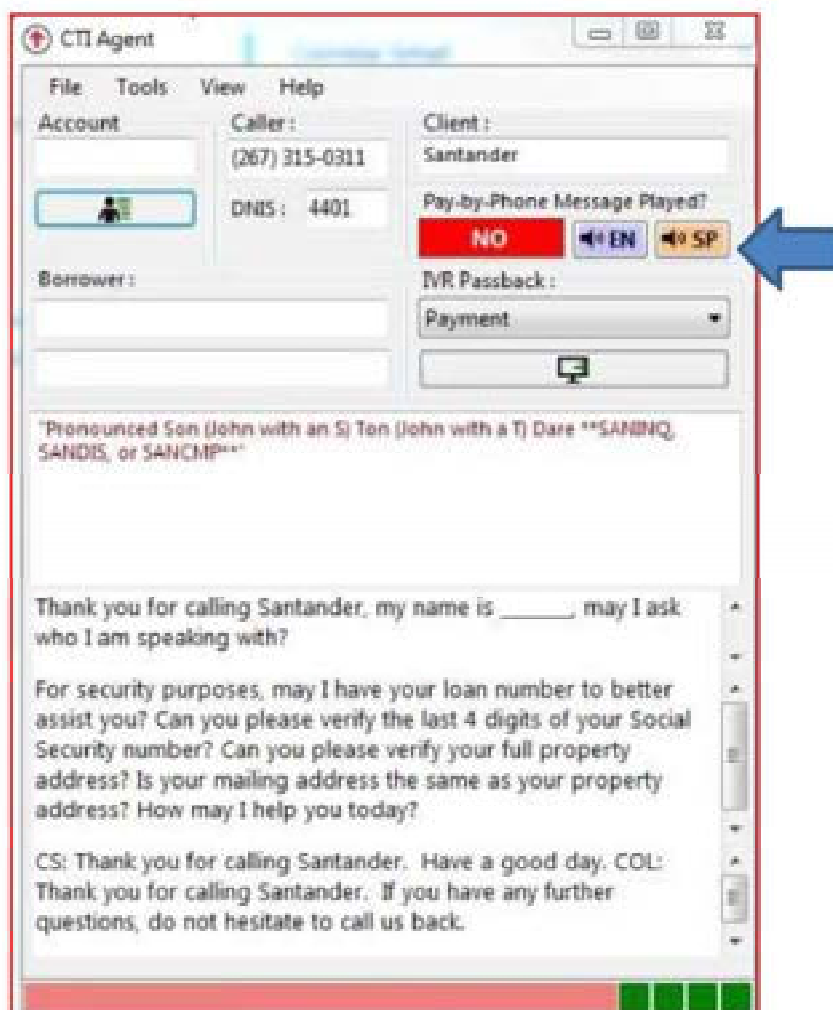 CTI Agent
File Tools View Help
Account
Caller :
Client :
(267) 315-0311
Santander
DNIS : 4401
Pay-by-Phone Message Played?
NO
EN
SP
Borrower :
IVR Passback :
Payment
"Pronounced Son (John with an S) Ton (John with a T) Dare **SANINQ,
SANDIS, or SANCMP**"
Thank you for calling Santander, my name is ______, may I ask
who I am speaking with?
For security purposes, may I have your loan number to better
assist you? Can you please verify the last 4 digits of your Social
Security number? Can you please verify your full property
address? Is your mailing address the same as your property
address? How may I help you today?
CS: Thank you for calling Santander. Have a good day. COL:
Thank you for calling Santander. If you have any further
questions, do not hesitate to call us back.